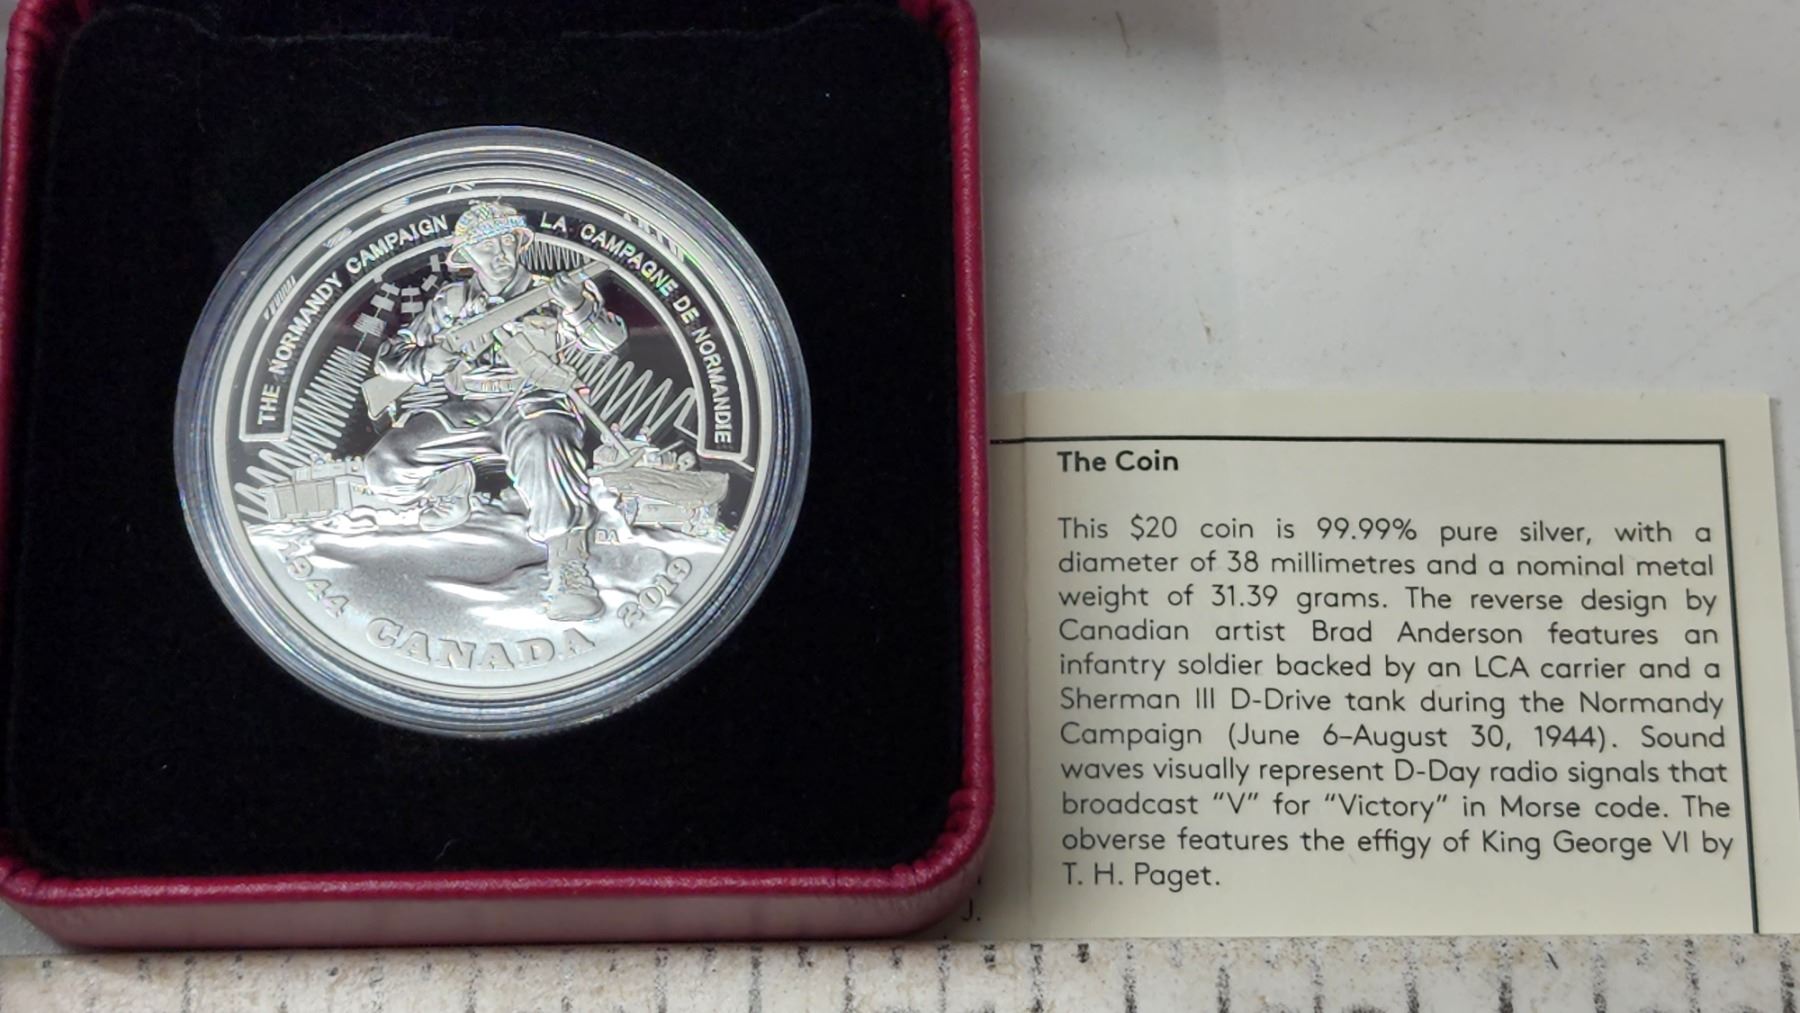 THE NORMANDY CAMPAIGN
LA CAMPAGNE DE NORMANDIE
BA
1944 CANADA 2019
The Coin
This $20 coin is 99.99% pure silver, with a
diameter of 38 millimetres and a nominal metal
weight of 31.39 grams. The reverse design by
Canadian artist Brad Anderson features an
infantry soldier backed by an LCA carrier and a
Sherman III D-Drive tank during the Normandy
Campaign (June 6–August 30, 1944). Sound
waves visually represent D-Day radio signals that
broadcast "V" for "Victory" in Morse code. The
obverse features the effigy of King George VI by
T. H. Paget.
J.